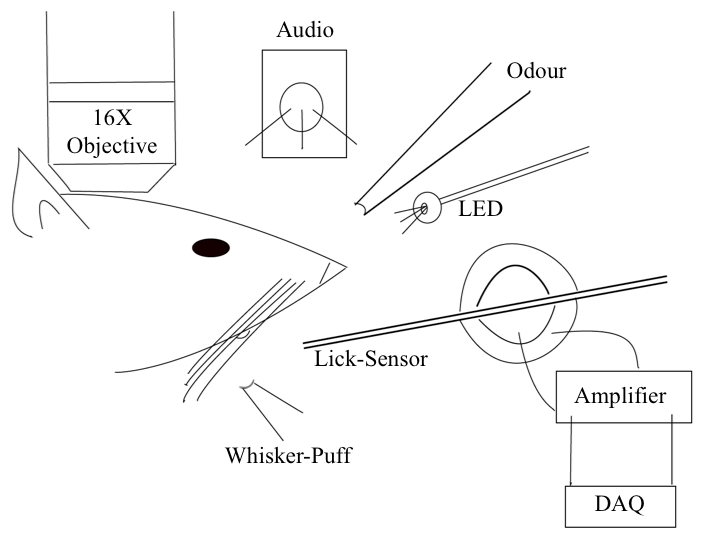 Audio
Odour
16X
Objective
LED
Lick-Sensor
Amplifier
Whisker-Puff
DAQ